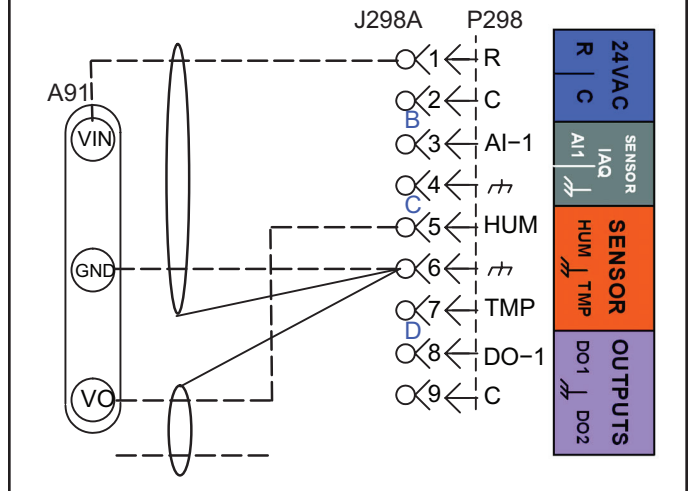 J298A P298
A91
VIN
GND
VO
1 R
2 C
B
3 AI-1
4
C
5 HUM
6
7 TMP
D
8 DO-1
9 C
24VAC
R C
SENSOR
IAQ
AI1
SENSOR
HUM TMP
OUTPUTS
DO1 DO2